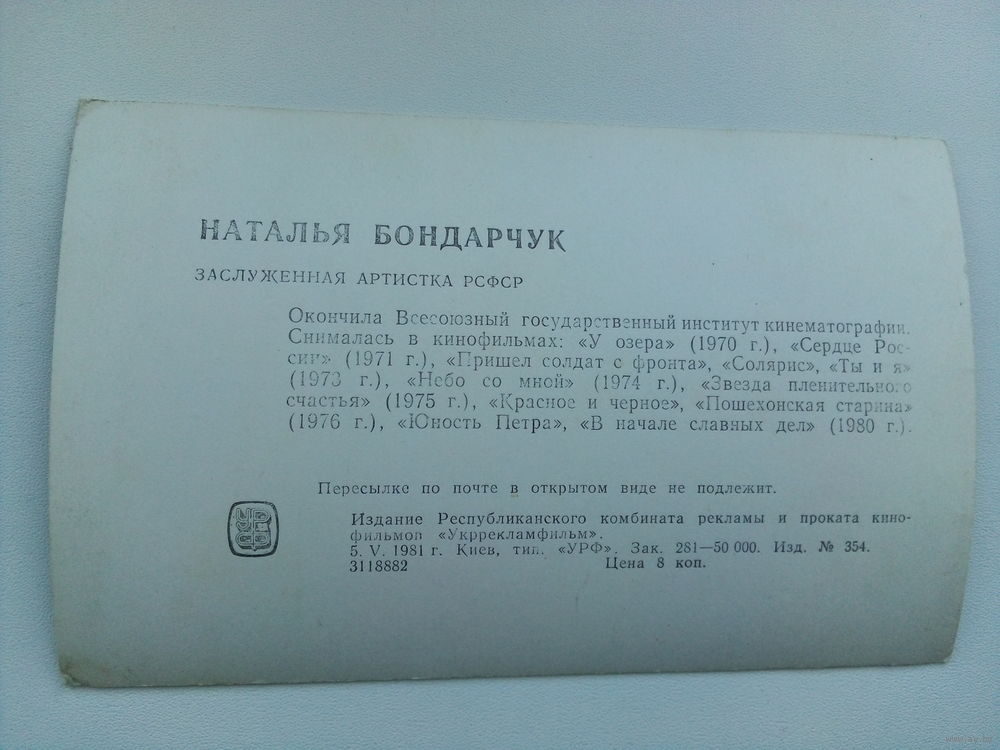 НАТАЛЬЯ БОНДАРЧУК
ЗАСЛУЖЕННАЯ АРТИСТКА РСФСР
Окончила Всесоюзный государственный институт кинематографии.
Снималась в кинофильмах: «У озера» (1970 г.), «Сердце Рос-
сии» (1971 г.), «Пришел солдат с фронта», «Солярис», «Ты и я»
(1973 г.), «Небо со мной» (1974 г.), «Звезда пленительного
счастья» (1975 г.), «Красное и черное», «Пошехонская старина»
(1976 г.), «Юность Петра», «В начале славных дел» (1980 г.).
Пересылке по почте в открытом виде не подлежит.
Издание Республиканского комбината рекламы и проката кино-
фильмов «Укррекламфильм».
5. V. 1981 г. Киев, тип. «УРФ». Зак. 281—50 000. Изд. № 354.
3118882 Цена 8 коп.